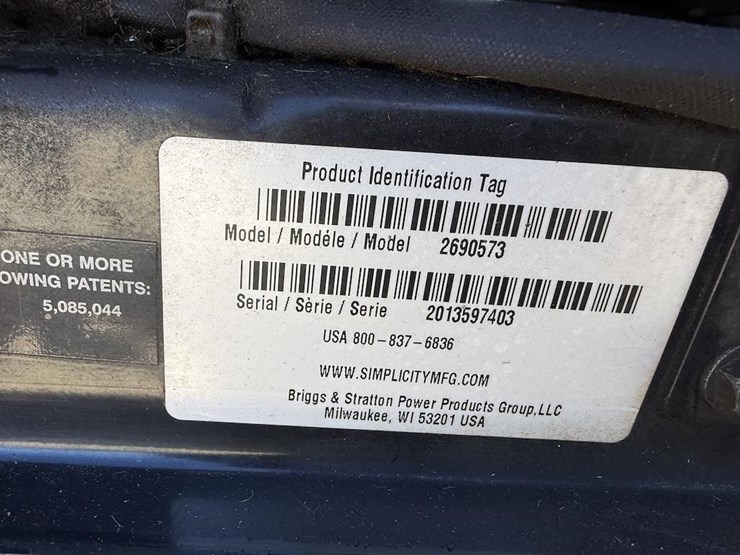 Product Identification Tag
Model / Modéle / Model 2690573
Serial / Série / Serie 2013597403
USA 800-837-6836
WWW.SIMPLICITYMFG.COM
Briggs & Stratton Power Products Group,LLC
Milwaukee, WI 53201 USA
ONE OR MORE
OWING PATENTS:
5,085,044